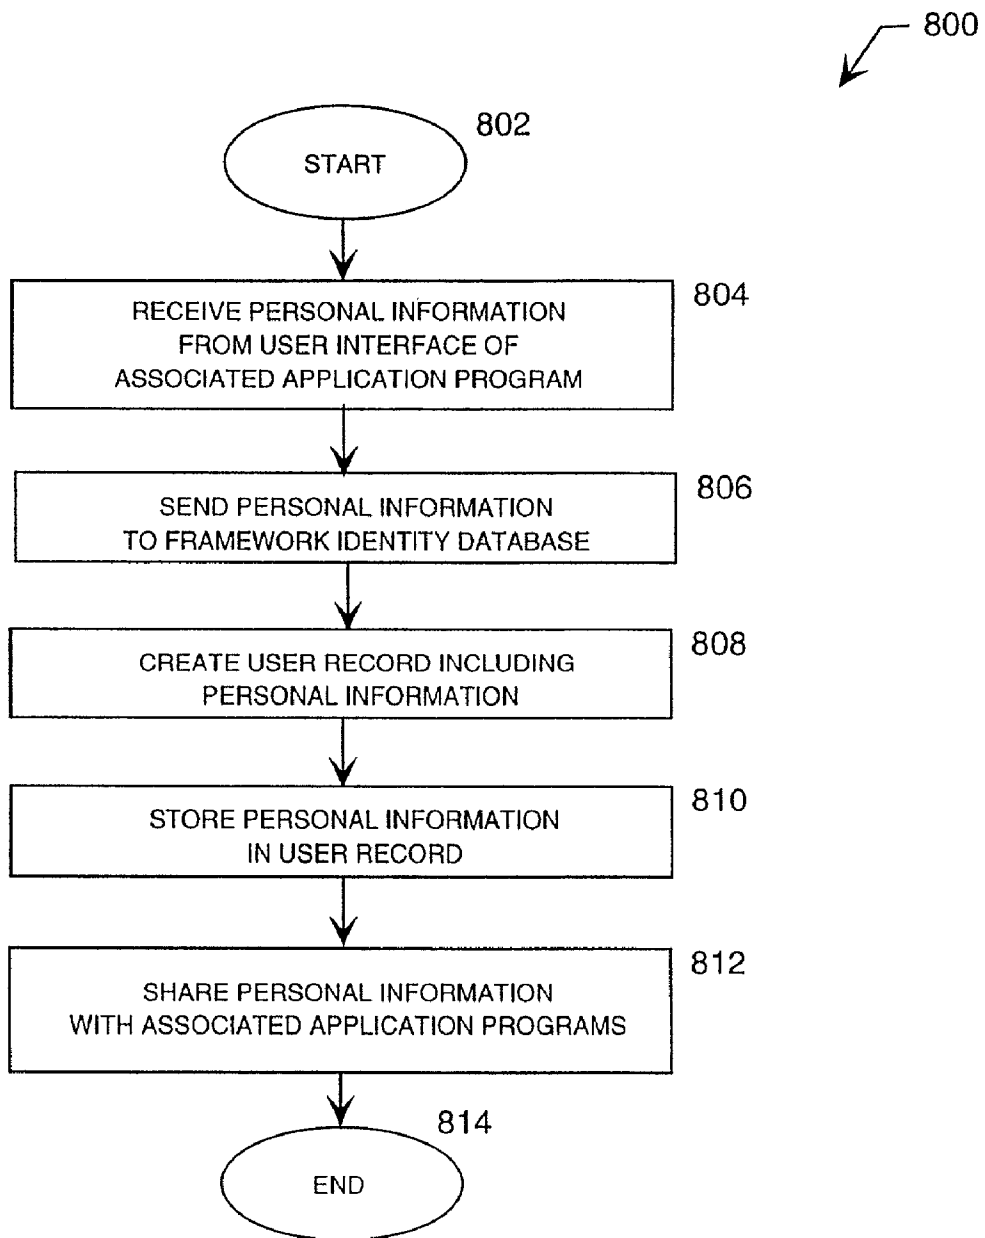 800
802
START
804
RECEIVE PERSONAL INFORMATION
FROM USER INTERFACE OF
ASSOCIATED APPLICATION PROGRAM
806
SEND PERSONAL INFORMATION
TO FRAMEWORK IDENTITY DATABASE
808
CREATE USER RECORD INCLUDING
PERSONAL INFORMATION
810
STORE PERSONAL INFORMATION
IN USER RECORD
812
SHARE PERSONAL INFORMATION
WITH ASSOCIATED APPLICATION PROGRAMS
814
END